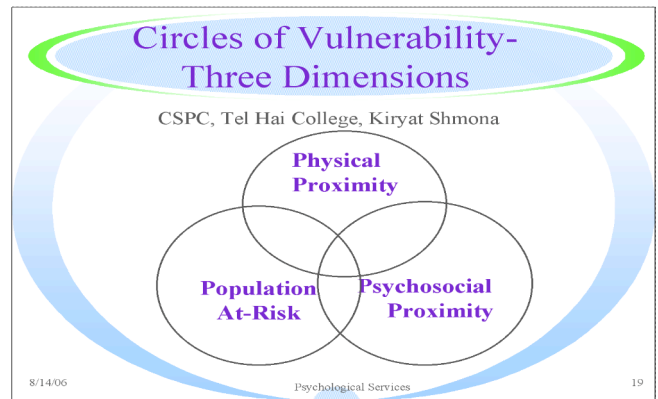 Circles of Vulnerability-
Three Dimensions
CSPC, Tel Hai College, Kiryat Shmona
Physical
Proximity
Population
At-Risk
Psychosocial
Proximity
8/14/06
Psychological Services
19